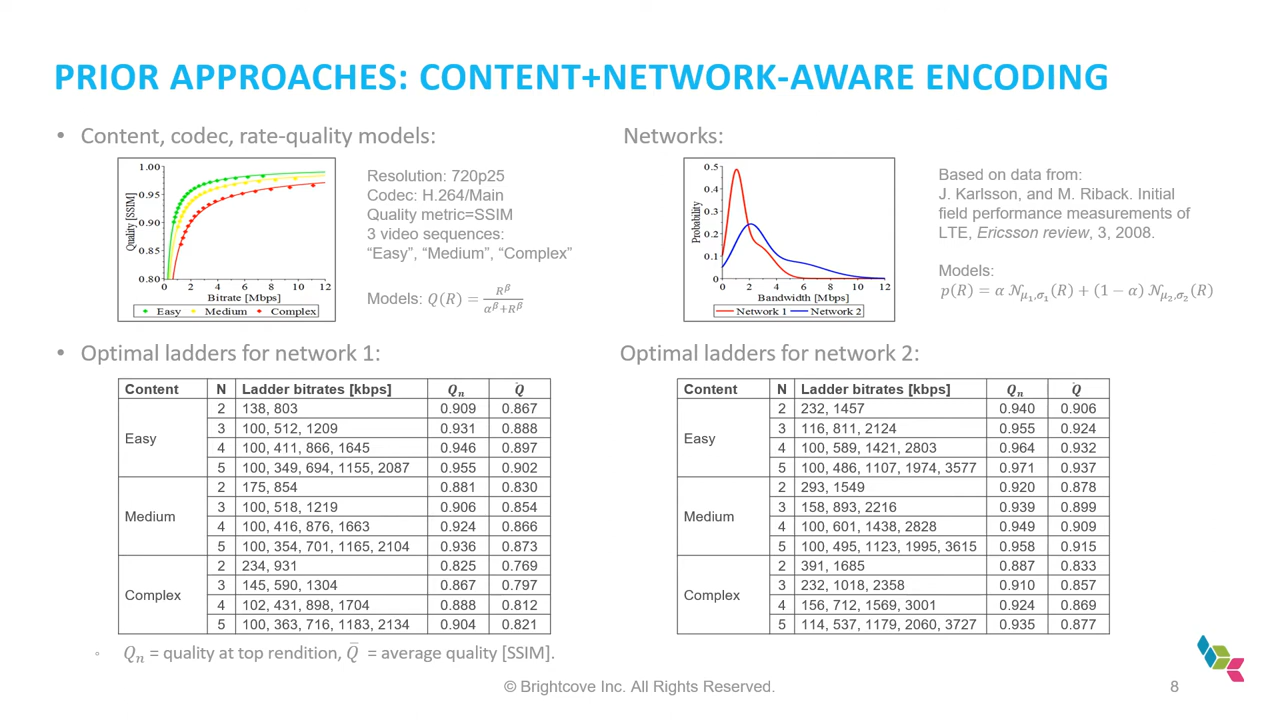 PRIOR APPROACHES: CONTENT+NETWORK-AWARE ENCODING
• Content, codec, rate-quality models:
Quality [SSIM]
1.00
0.95
0.90
0.85
0.80
0 2 4 6 8 10 12
Bitrate [Mbps]
Easy Medium Complex
Resolution: 720p25
Codec: H.264/Main
Quality metric=SSIM
3 video sequences:
“Easy”, “Medium”, “Complex”
Models: Q(R) = R^β / (α^β+R^β)
Networks:
Probability
0.5
0.4
0.3
0.2
0.1
0
0 2 4 6 8 10 12
Bandwidth [Mbps]
Network 1 Network 2
Based on data from:
J. Karlsson, and M. Riback. Initial
field performance measurements of
LTE, Ericsson review, 3, 2008.
Models:
p(R) = α 𝒩μ1,σ1(R) + (1 − α) 𝒩μ2,σ2(R)
• Optimal ladders for network 1:
Content N Ladder bitrates [kbps] Qn Q̄
Easy
2 138, 803 0.909 0.867
3 100, 512, 1209 0.931 0.888
4 100, 411, 866, 1645 0.946 0.897
5 100, 349, 694, 1155, 2087 0.955 0.902
Medium
2 175, 854 0.881 0.830
3 100, 518, 1219 0.906 0.854
4 100, 416, 876, 1663 0.924 0.866
5 100, 354, 701, 1165, 2104 0.936 0.873
Complex
2 234, 931 0.825 0.769
3 145, 590, 1304 0.867 0.797
4 102, 431, 898, 1704 0.888 0.812
5 100, 363, 716, 1183, 2134 0.904 0.821
Optimal ladders for network 2:
Content N Ladder bitrates [kbps] Qn Q̄
Easy
2 232, 1457 0.940 0.906
3 116, 811, 2124 0.955 0.924
4 100, 589, 1421, 2803 0.964 0.932
5 100, 486, 1107, 1974, 3577 0.971 0.937
Medium
2 293, 1549 0.920 0.878
3 158, 893, 2216 0.939 0.899
4 100, 601, 1438, 2828 0.949 0.909
5 100, 495, 1123, 1995, 3615 0.958 0.915
Complex
2 391, 1685 0.887 0.833
3 232, 1018, 2358 0.910 0.857
4 156, 712, 1569, 3001 0.924 0.869
5 114, 537, 1179, 2060, 3727 0.935 0.877
▫ Qn = quality at top rendition, Q̄ = average quality [SSIM].
© Brightcove Inc. All Rights Reserved.
8